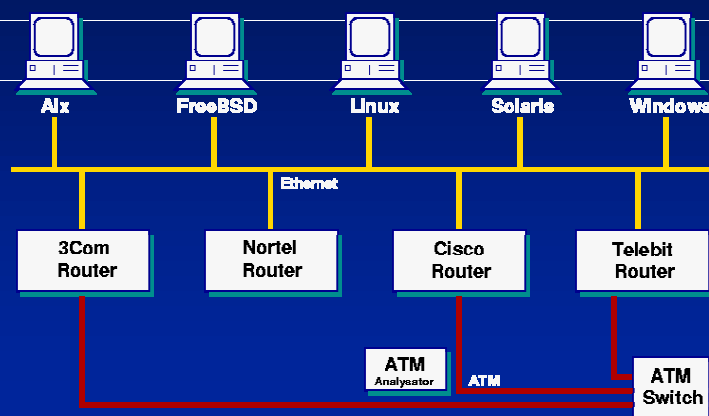 Aix
FreeBSD
Linux
Solaris
Windows
Ethernet
3Com
Router
Nortel
Router
Cisco
Router
Telebit
Router
ATM
Analysator
ATM
ATM
Switch